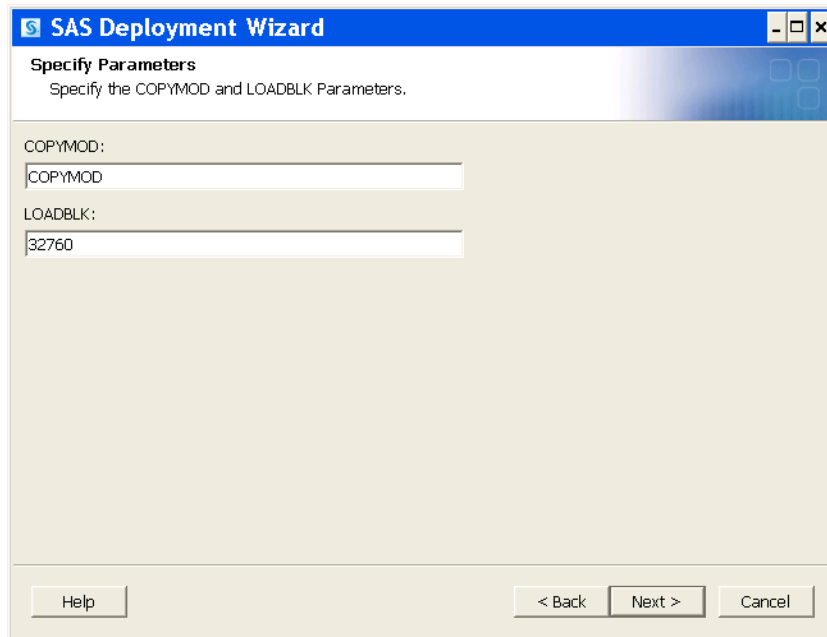 SAS Deployment Wizard
Specify Parameters
Specify the COPYMOD and LOADBLK Parameters.
COPYMOD:
COPYMOD
LOADBLK:
32760
Help
< Back
Next >
Cancel